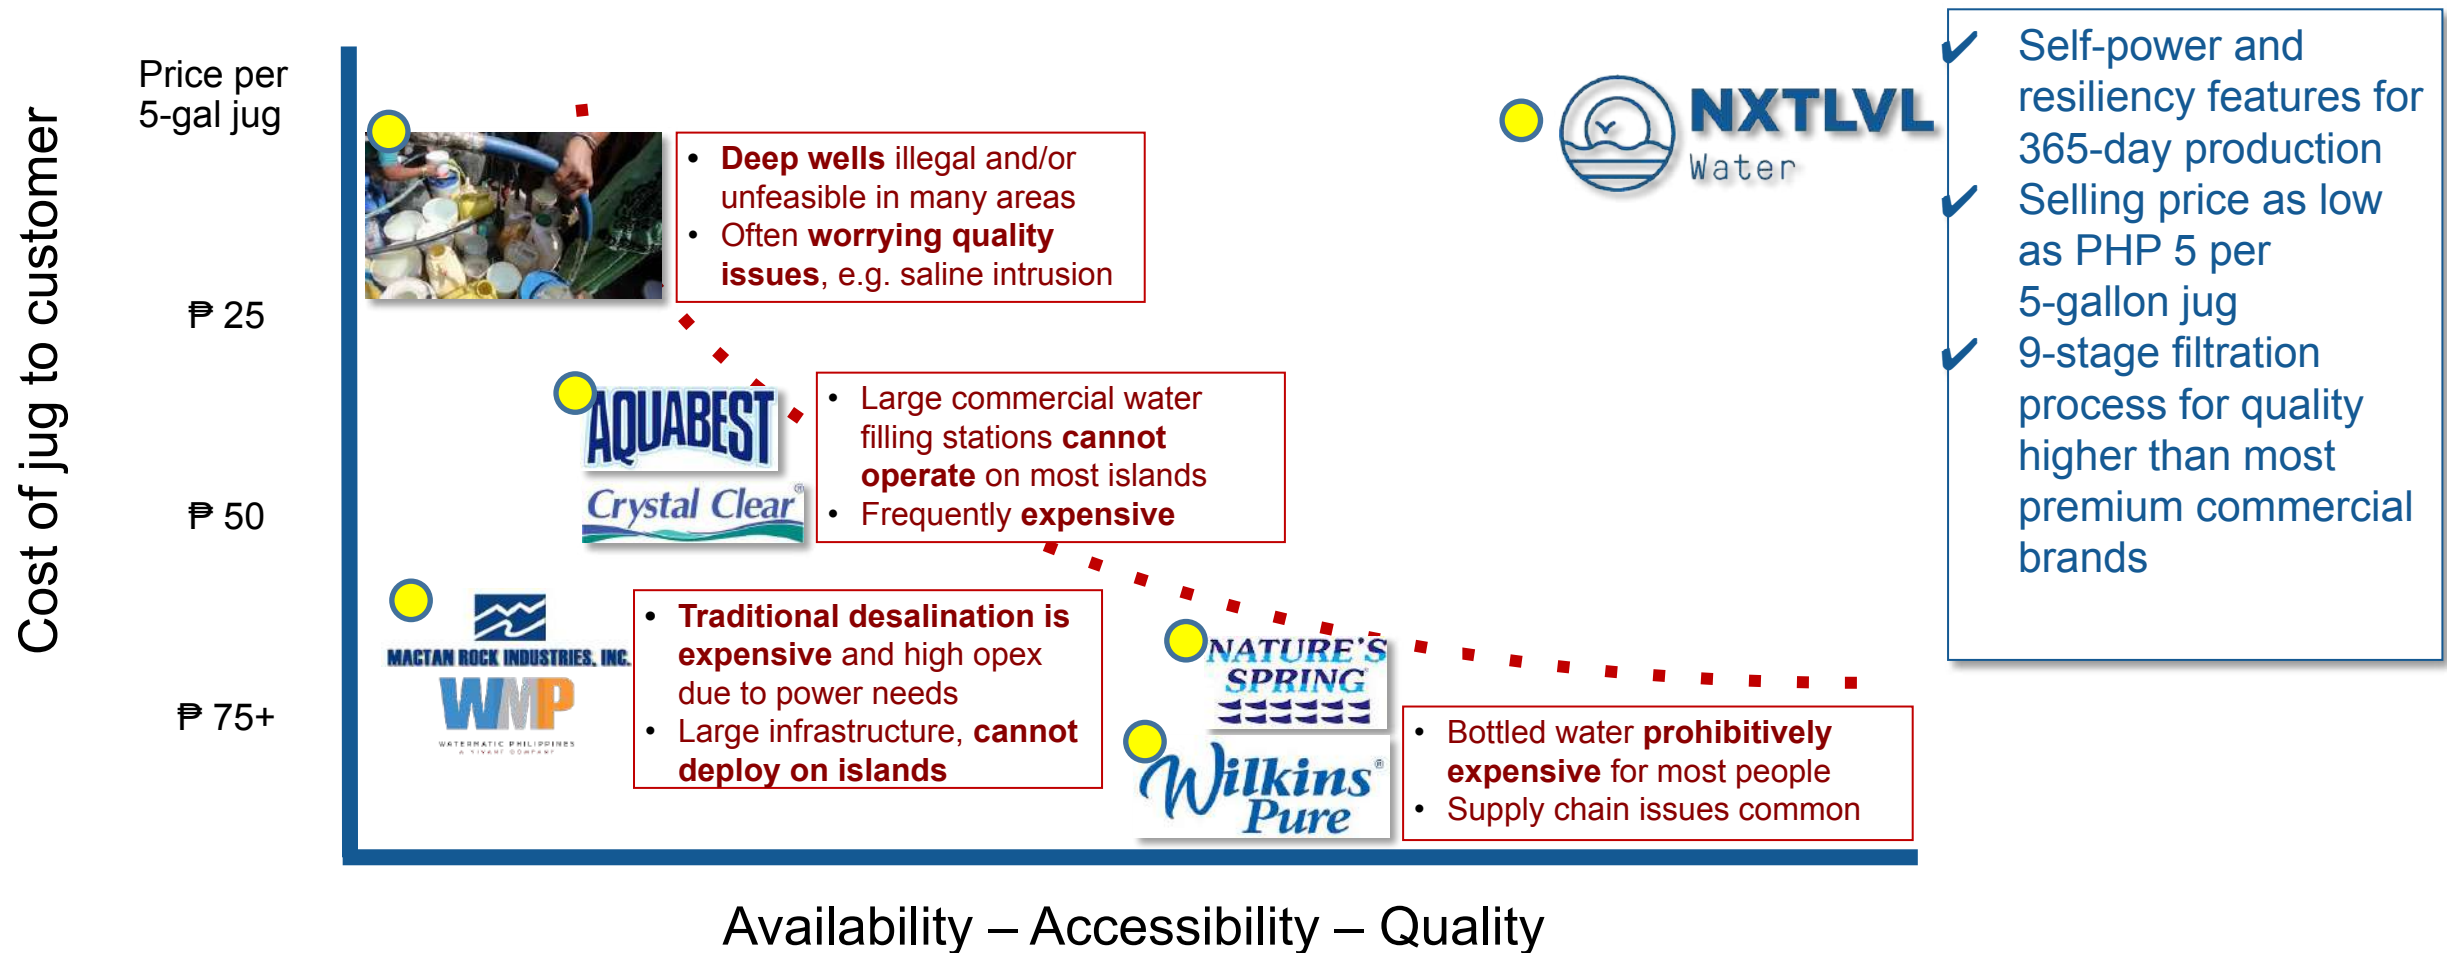 Cost of jug to customer
Price per
5-gal jug
₱ 25
₱ 50
₱ 75+
• Deep wells illegal and/or
unfeasible in many areas
• Often worrying quality
issues, e.g. saline intrusion
AQUABEST
Crystal Clear®
• Large commercial water
filling stations cannot
operate on most islands
• Frequently expensive
MACTAN ROCK INDUSTRIES, INC.
WMP
WATERMATIC PHILIPPINES
A VIVANT COMPANY
• Traditional desalination is
expensive and high opex
due to power needs
• Large infrastructure, cannot
deploy on islands
NATURE'S
SPRING
Wilkins®
Pure
• Bottled water prohibitively
expensive for most people
• Supply chain issues common
NXTLVL
Water
✔ Self-power and
resiliency features for
365-day production
✔ Selling price as low
as PHP 5 per
5-gallon jug
✔ 9-stage filtration
process for quality
higher than most
premium commercial
brands
Availability – Accessibility – Quality